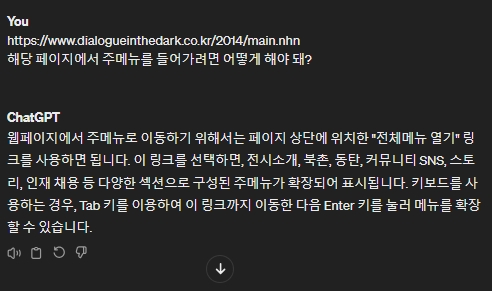 You
https://www.dialogueinthedark.co.kr/2014/main.nhn
해당 페이지에서 주메뉴를 들어가려면 어떻게 해야 돼?
ChatGPT
웹페이지에서 주메뉴로 이동하기 위해서는 페이지 상단에 위치한 "전체메뉴 열기" 링
크를 사용하면 됩니다. 이 링크를 선택하면, 전시소개, 북촌, 동탄, 커뮤니티 SNS, 스토
리, 인재 채용 등 다양한 섹션으로 구성된 주메뉴가 확장되어 표시됩니다. 키보드를 사
용하는 경우, Tab 키를 이용하여 이 링크까지 이동한 다음 Enter 키를 눌러 메뉴를 확장
할 수 있습니다.